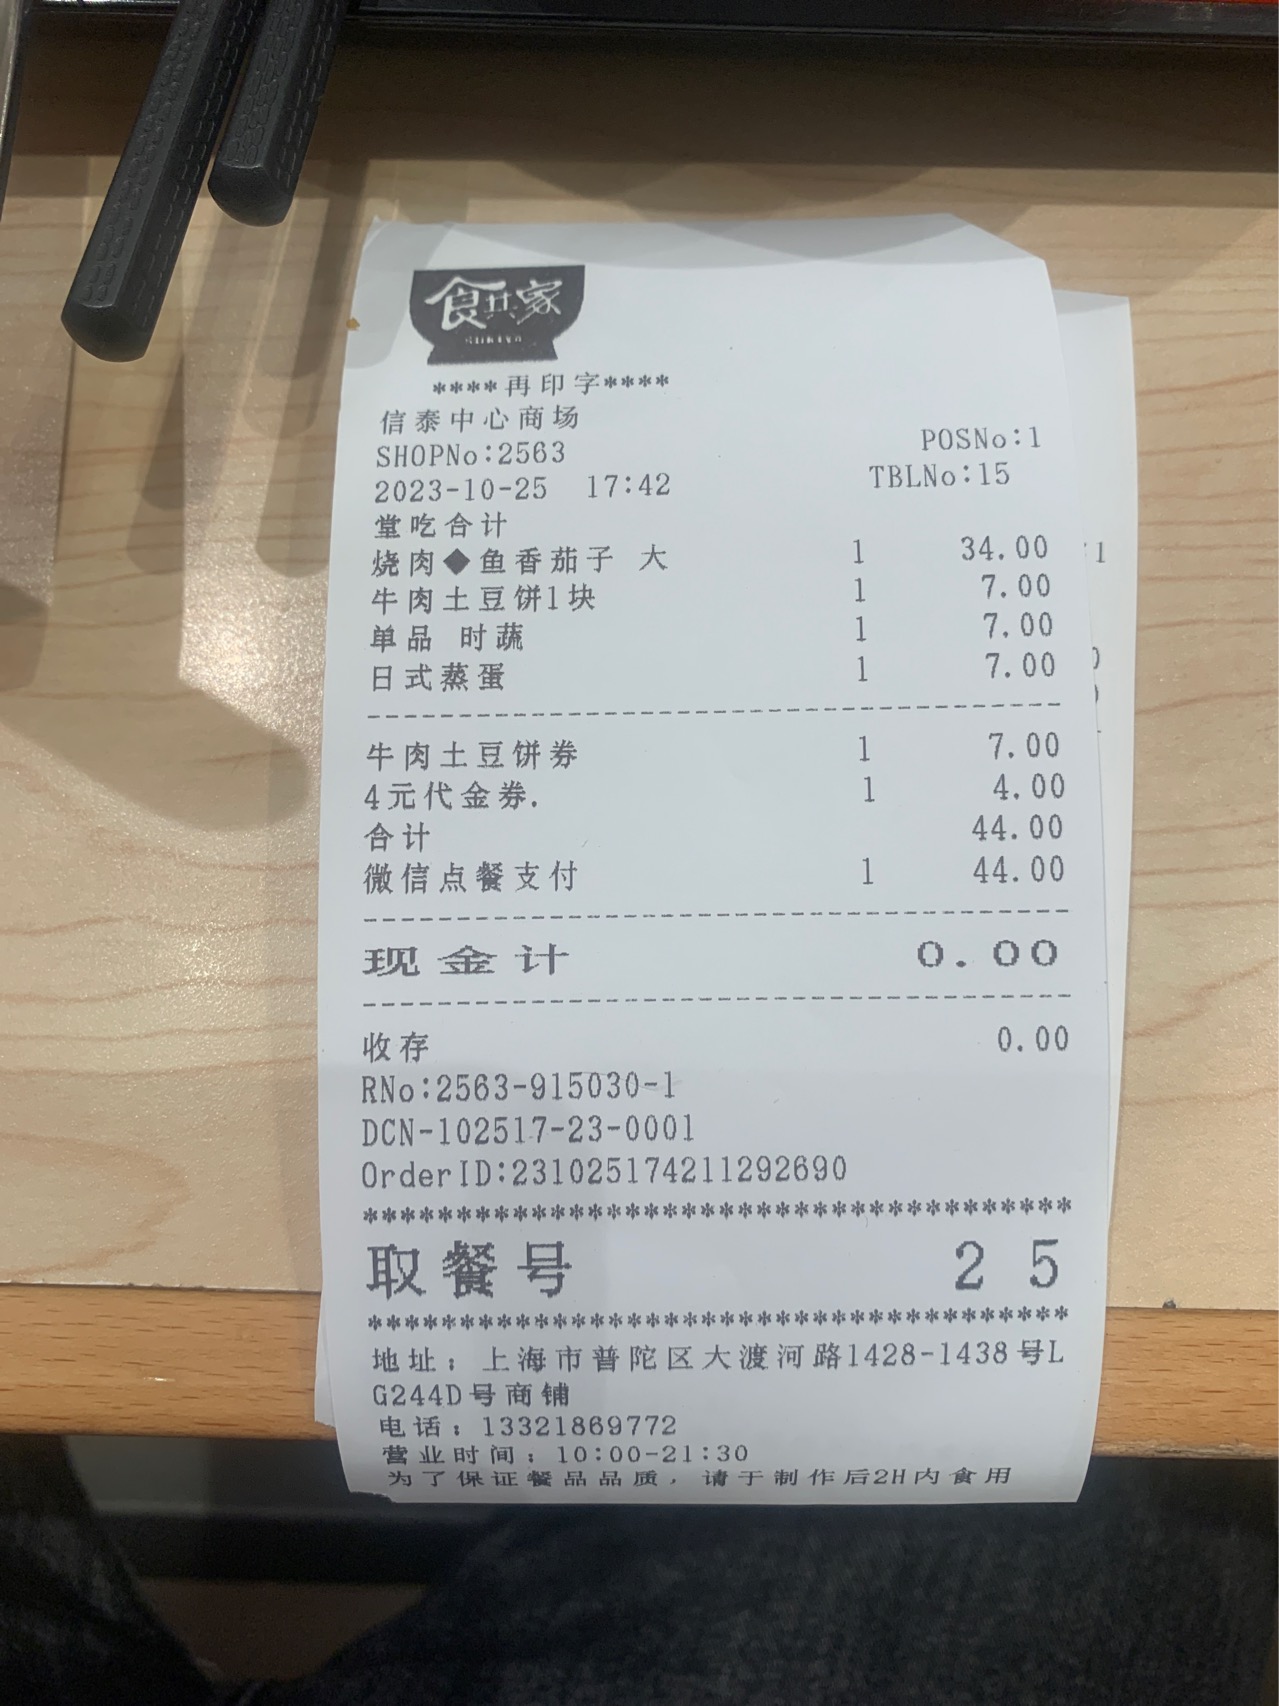 食其家
SUKIYA
****再印字****
信泰中心商场
SHOPNo:2563 POSNo:1
2023-10-25 17:42 TBLNo:15
堂吃合计
烧肉◆鱼香茄子 大 1 34.00
牛肉土豆饼1块 1 7.00
单品 时蔬 1 7.00
日式蒸蛋 1 7.00
牛肉土豆饼券 1 7.00
4元代金券. 1 4.00
合计 44.00
微信点餐支付 1 44.00
现金计 0.00
收存 0.00
RNo:2563-915030-1
DCN-102517-23-0001
OrderID:231025174211292690
************************************
取餐号 25
************************************
地址：上海市普陀区大渡河路1428-1438号L
G244D号商铺
电话：13321869772
营业时间：10:00-21:30
为了保证餐品品质，请于制作后2H内食用